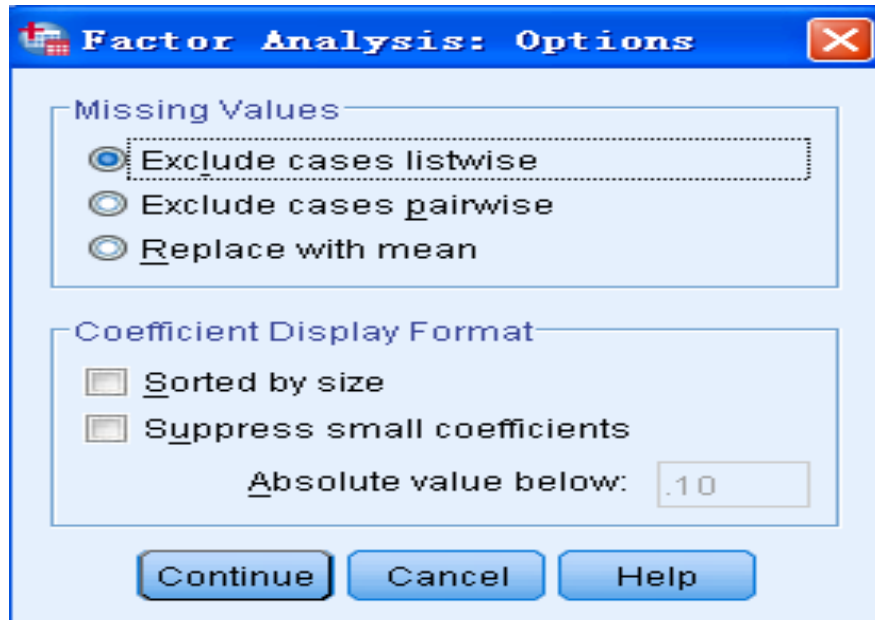 Factor Analysis: Options
Missing Values
Exclude cases listwise
Exclude cases pairwise
Replace with mean
Coefficient Display Format
Sorted by size
Suppress small coefficients
Absolute value below: .10
Continue Cancel Help